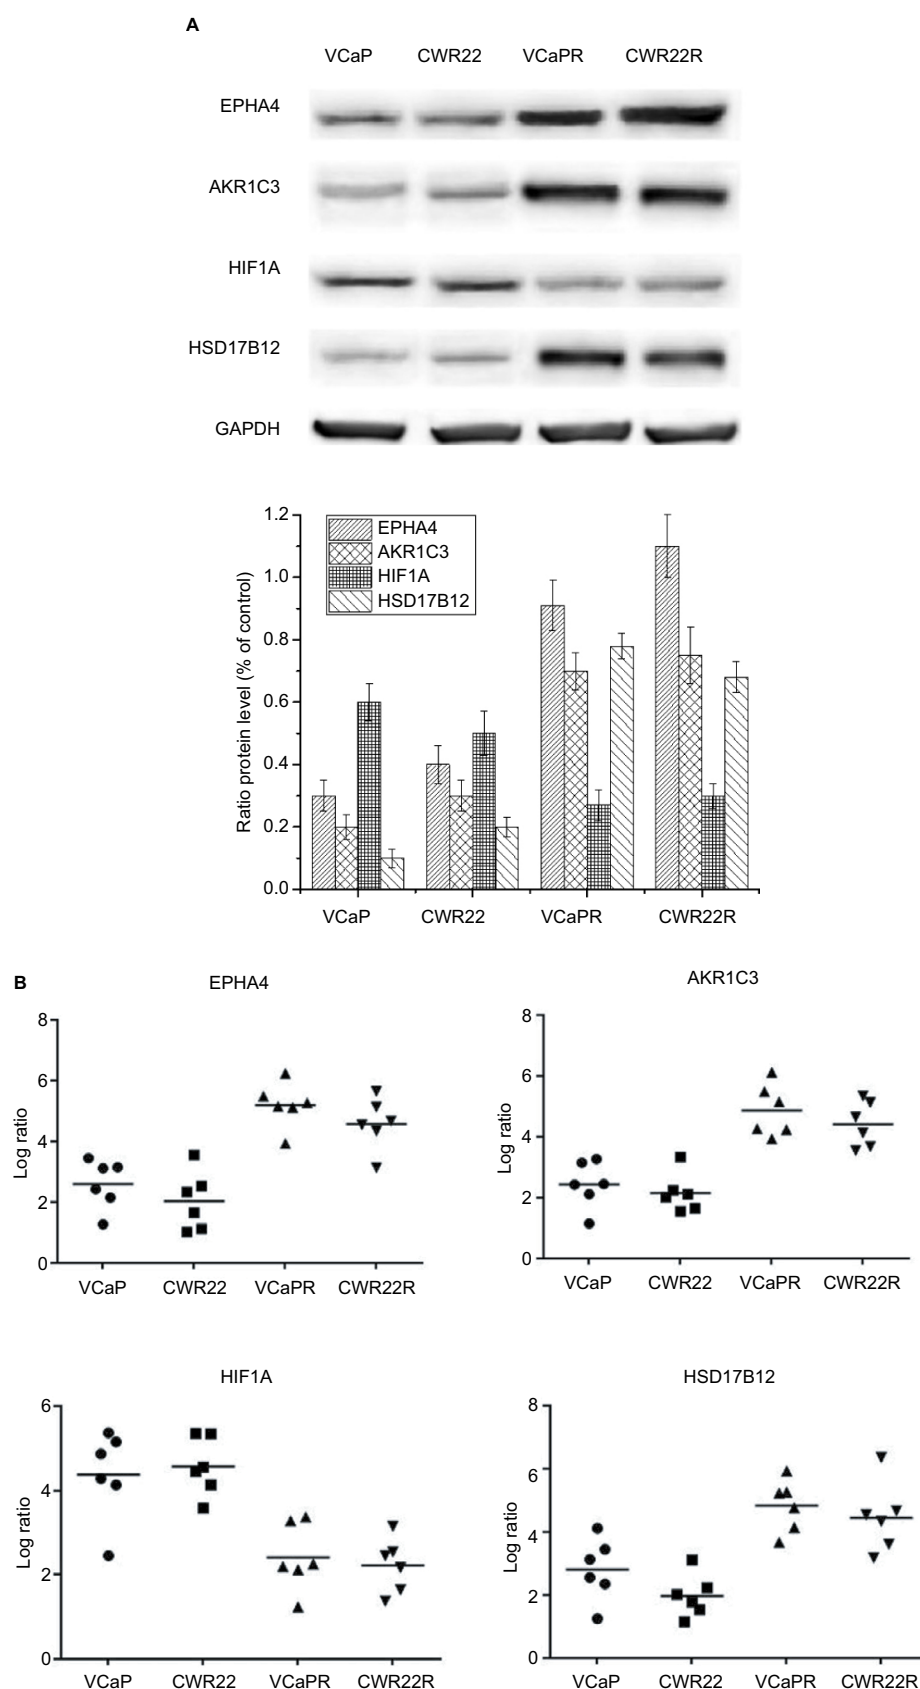 A
VCaP CWR22 VCaPR CWR22R
EPHA4
AKR1C3
HIF1A
HSD17B12
GAPDH
Ratio protein level (% of control)
1.2
1.0
0.8
0.6
0.4
0.2
0.0
EPHA4
AKR1C3
HIF1A
HSD17B12
VCaP CWR22 VCaPR CWR22R
B
EPHA4
Log ratio
8
6
4
2
0
VCaP CWR22 VCaPR CWR22R
AKR1C3
Log ratio
8
6
4
2
0
VCaP CWR22 VCaPR CWR22R
HIF1A
Log ratio
6
4
2
0
VCaP CWR22 VCaPR CWR22R
HSD17B12
Log ratio
8
6
4
2
0
VCaP CWR22 VCaPR CWR22R